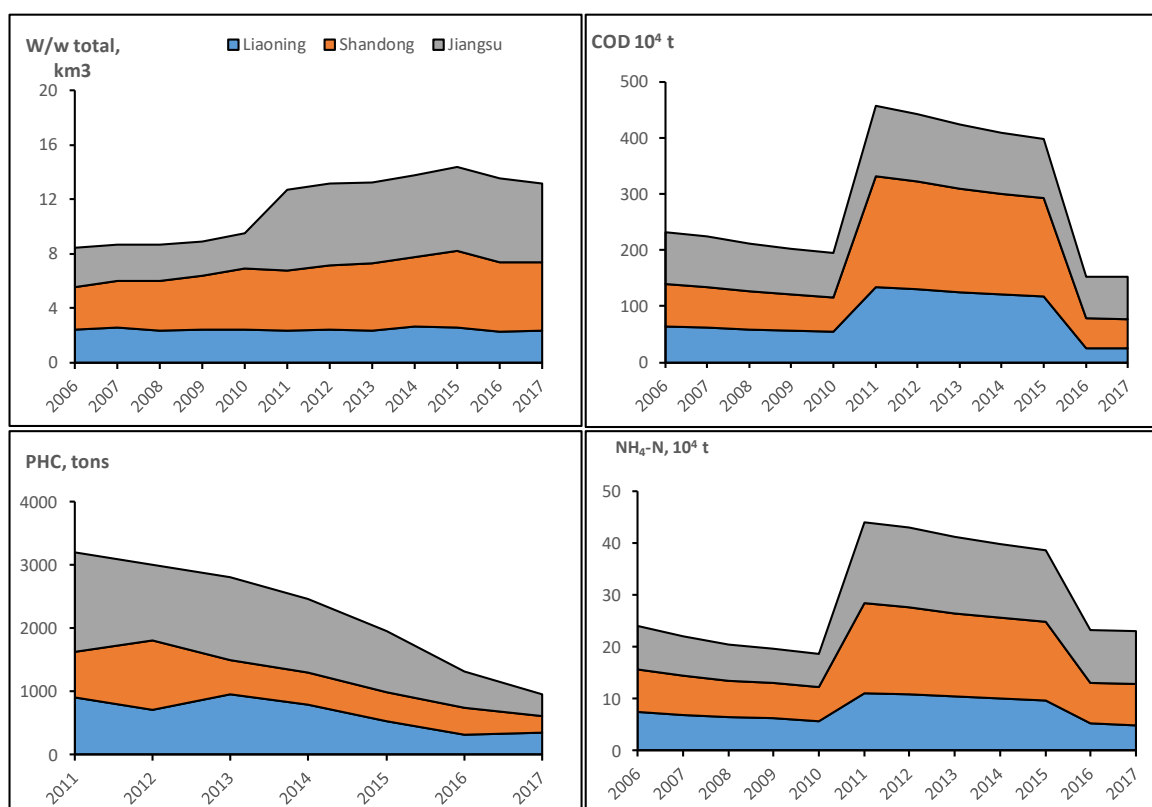 W/w total,
km3
Liaoning Shandong Jiangsu
20
16
12
8
4
0
2006 2007 2008 2009 2010 2011 2012 2013 2014 2015 2016 2017
COD 10⁴ t
500
400
300
200
100
0
2006 2007 2008 2009 2010 2011 2012 2013 2014 2015 2016 2017
PHC, tons
4000
3000
2000
1000
0
2011 2012 2013 2014 2015 2016 2017
NH₄-N, 10⁴ t
50
40
30
20
10
0
2006 2007 2008 2009 2010 2011 2012 2013 2014 2015 2016 2017